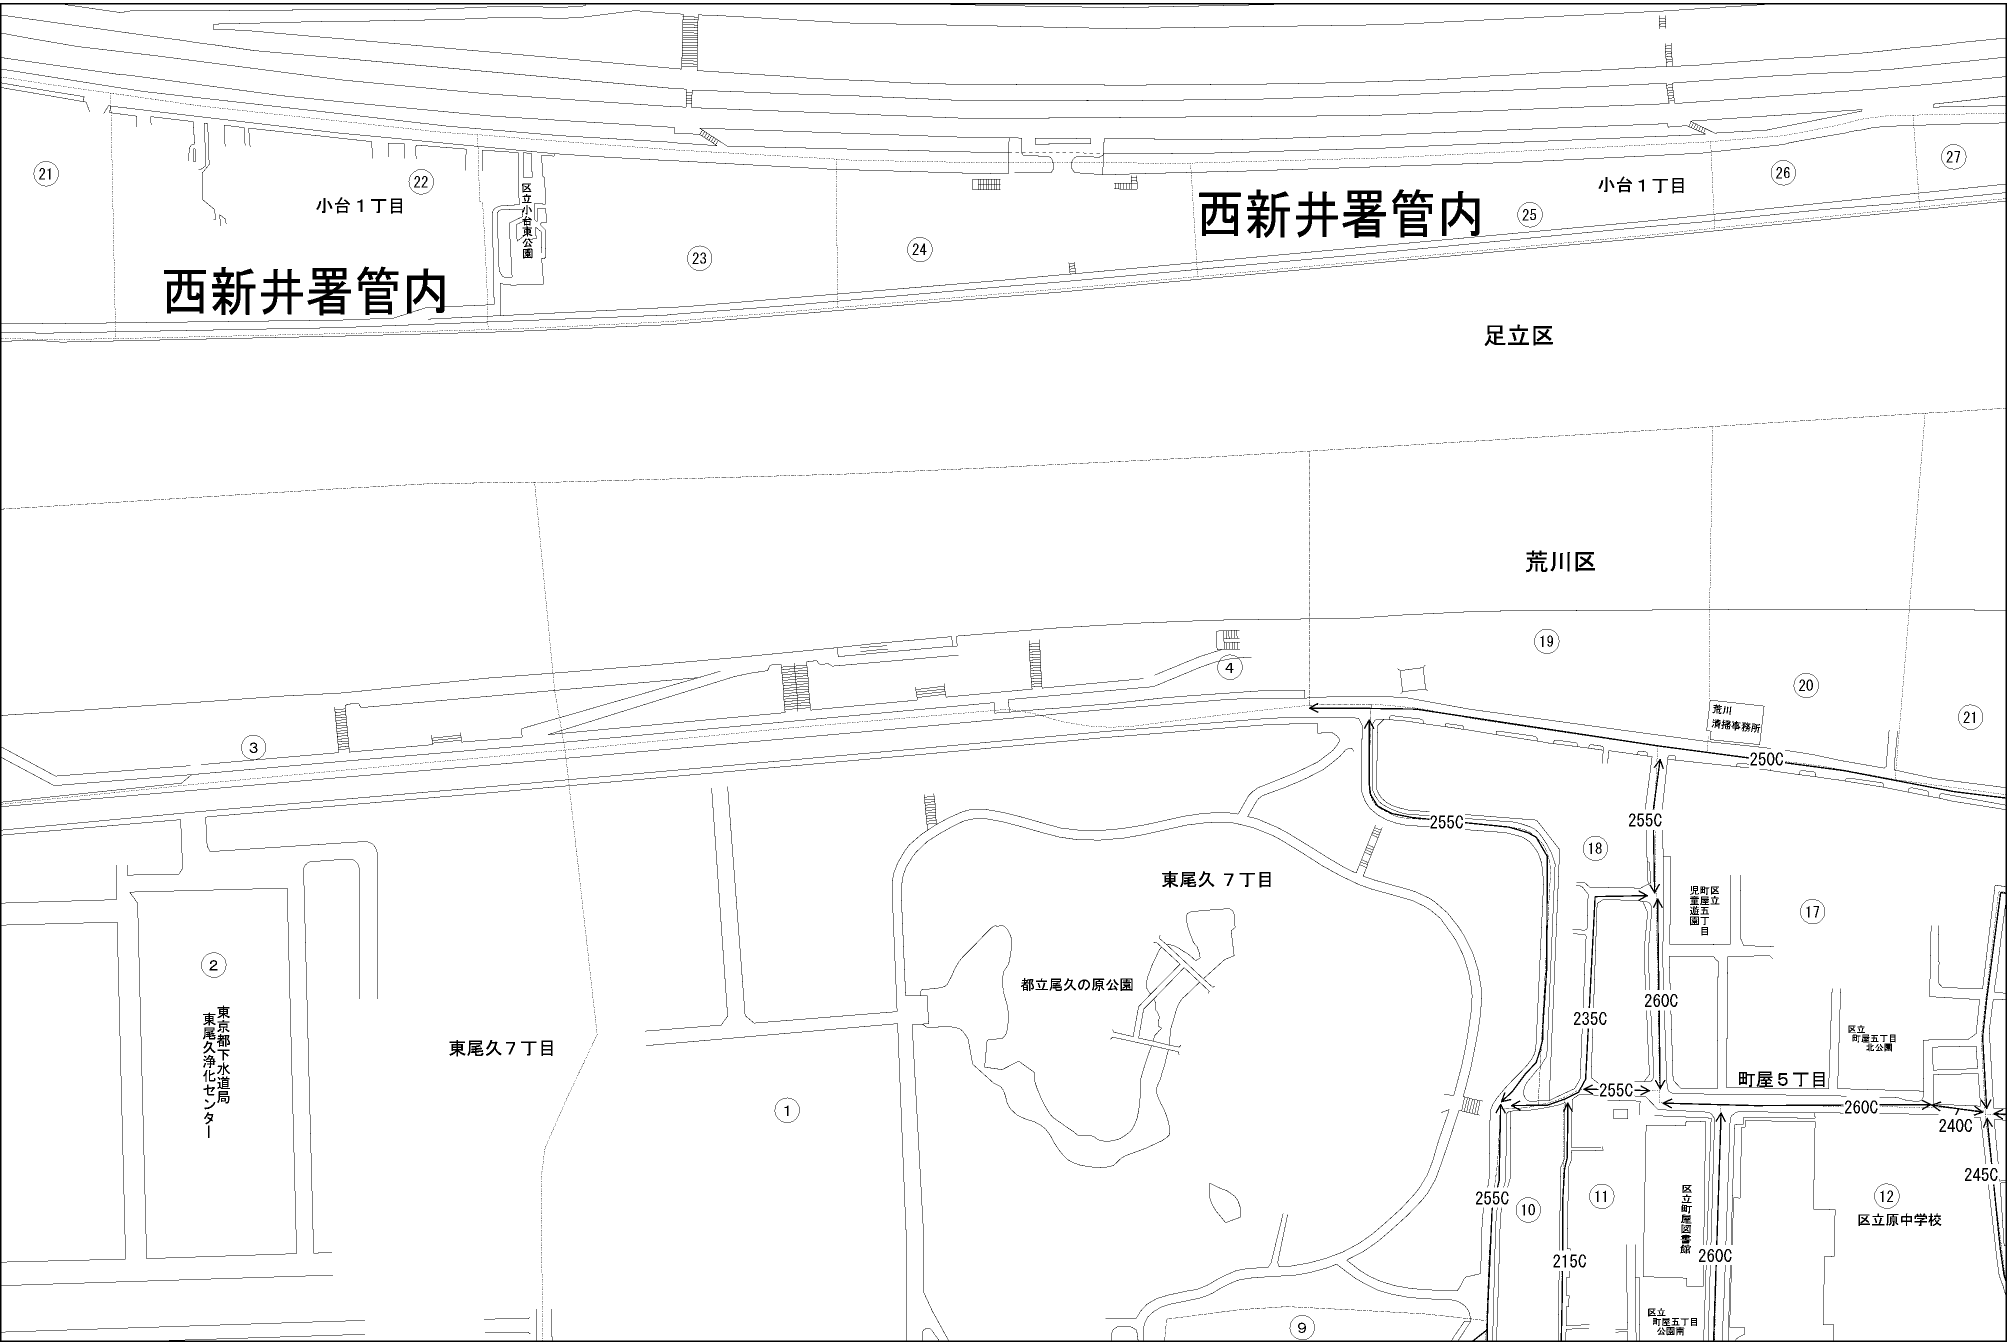 21
22
小台1丁目
区立小台東公園
西新井署管内
23
24
西新井署管内
25
小台1丁目
26
27
足立区
荒川区
3
4
19
20
21
荒川
清掃事務所
250C
255C
255C
18
東尾久 7丁目
区立
町屋五丁目
児童遊園
17
2
東京都下水道局
東尾久浄化センター
都立尾久の原公園
東尾久7丁目
1
235C
260C
区立
町屋五丁目
北公園
町屋5丁目
255C
260C
240C
245C
255C
10
11
215C
区立町屋図書館
260C
12
区立原中学校
区立
町屋五丁目
公園南
9